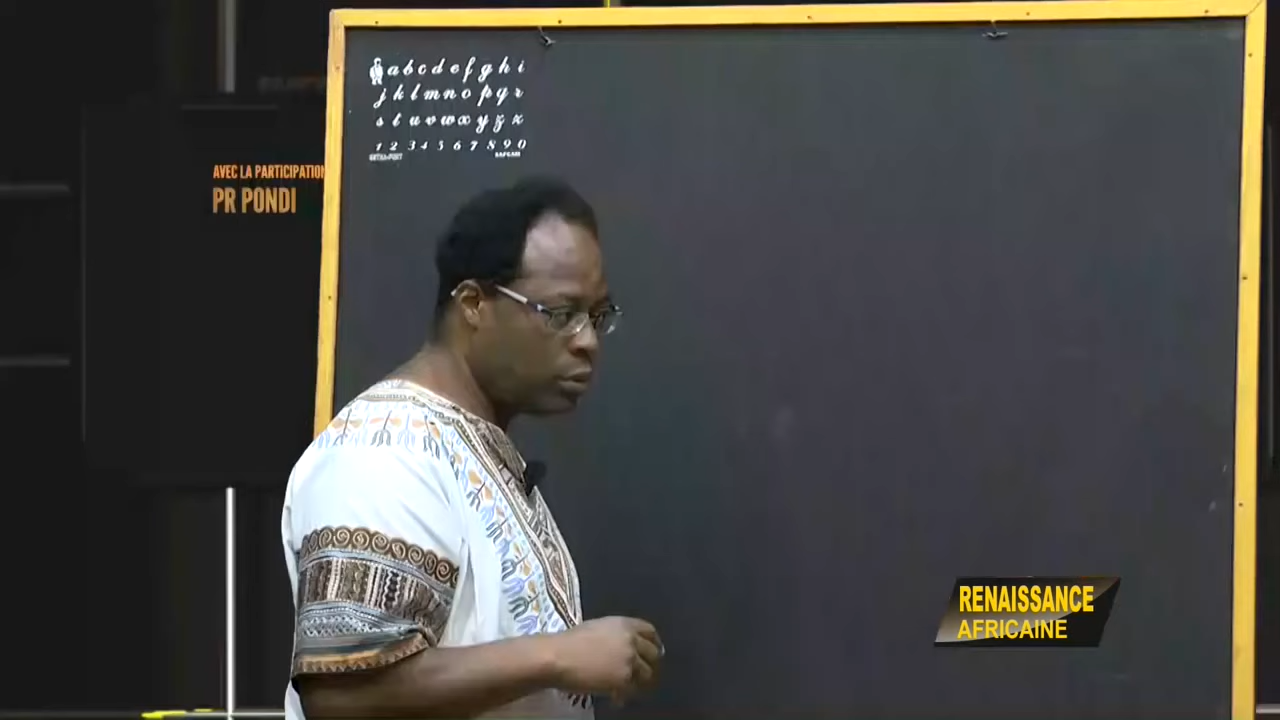 a b c d e f g h i
j k l m n o p q r
s t u v w x y z x
1 2 3 4 5 6 7 8 9 0
AVEC LA PARTICIPATION
PR PONDI
RENAISSANCE
AFRICAINE